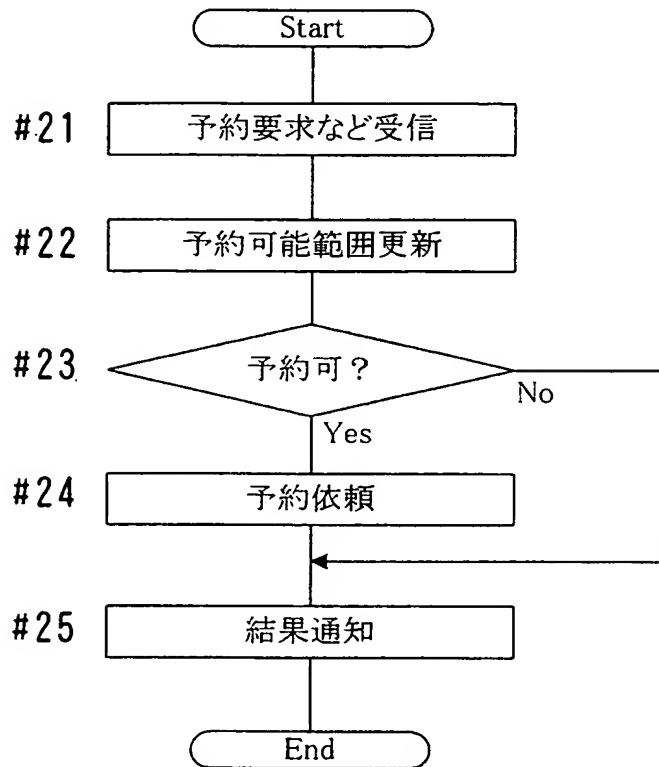 Start
#21 予約要求など受信
#22 予約可能範囲更新
#23 予約可？
No
Yes
#24 予約依頼
#25 結果通知
End